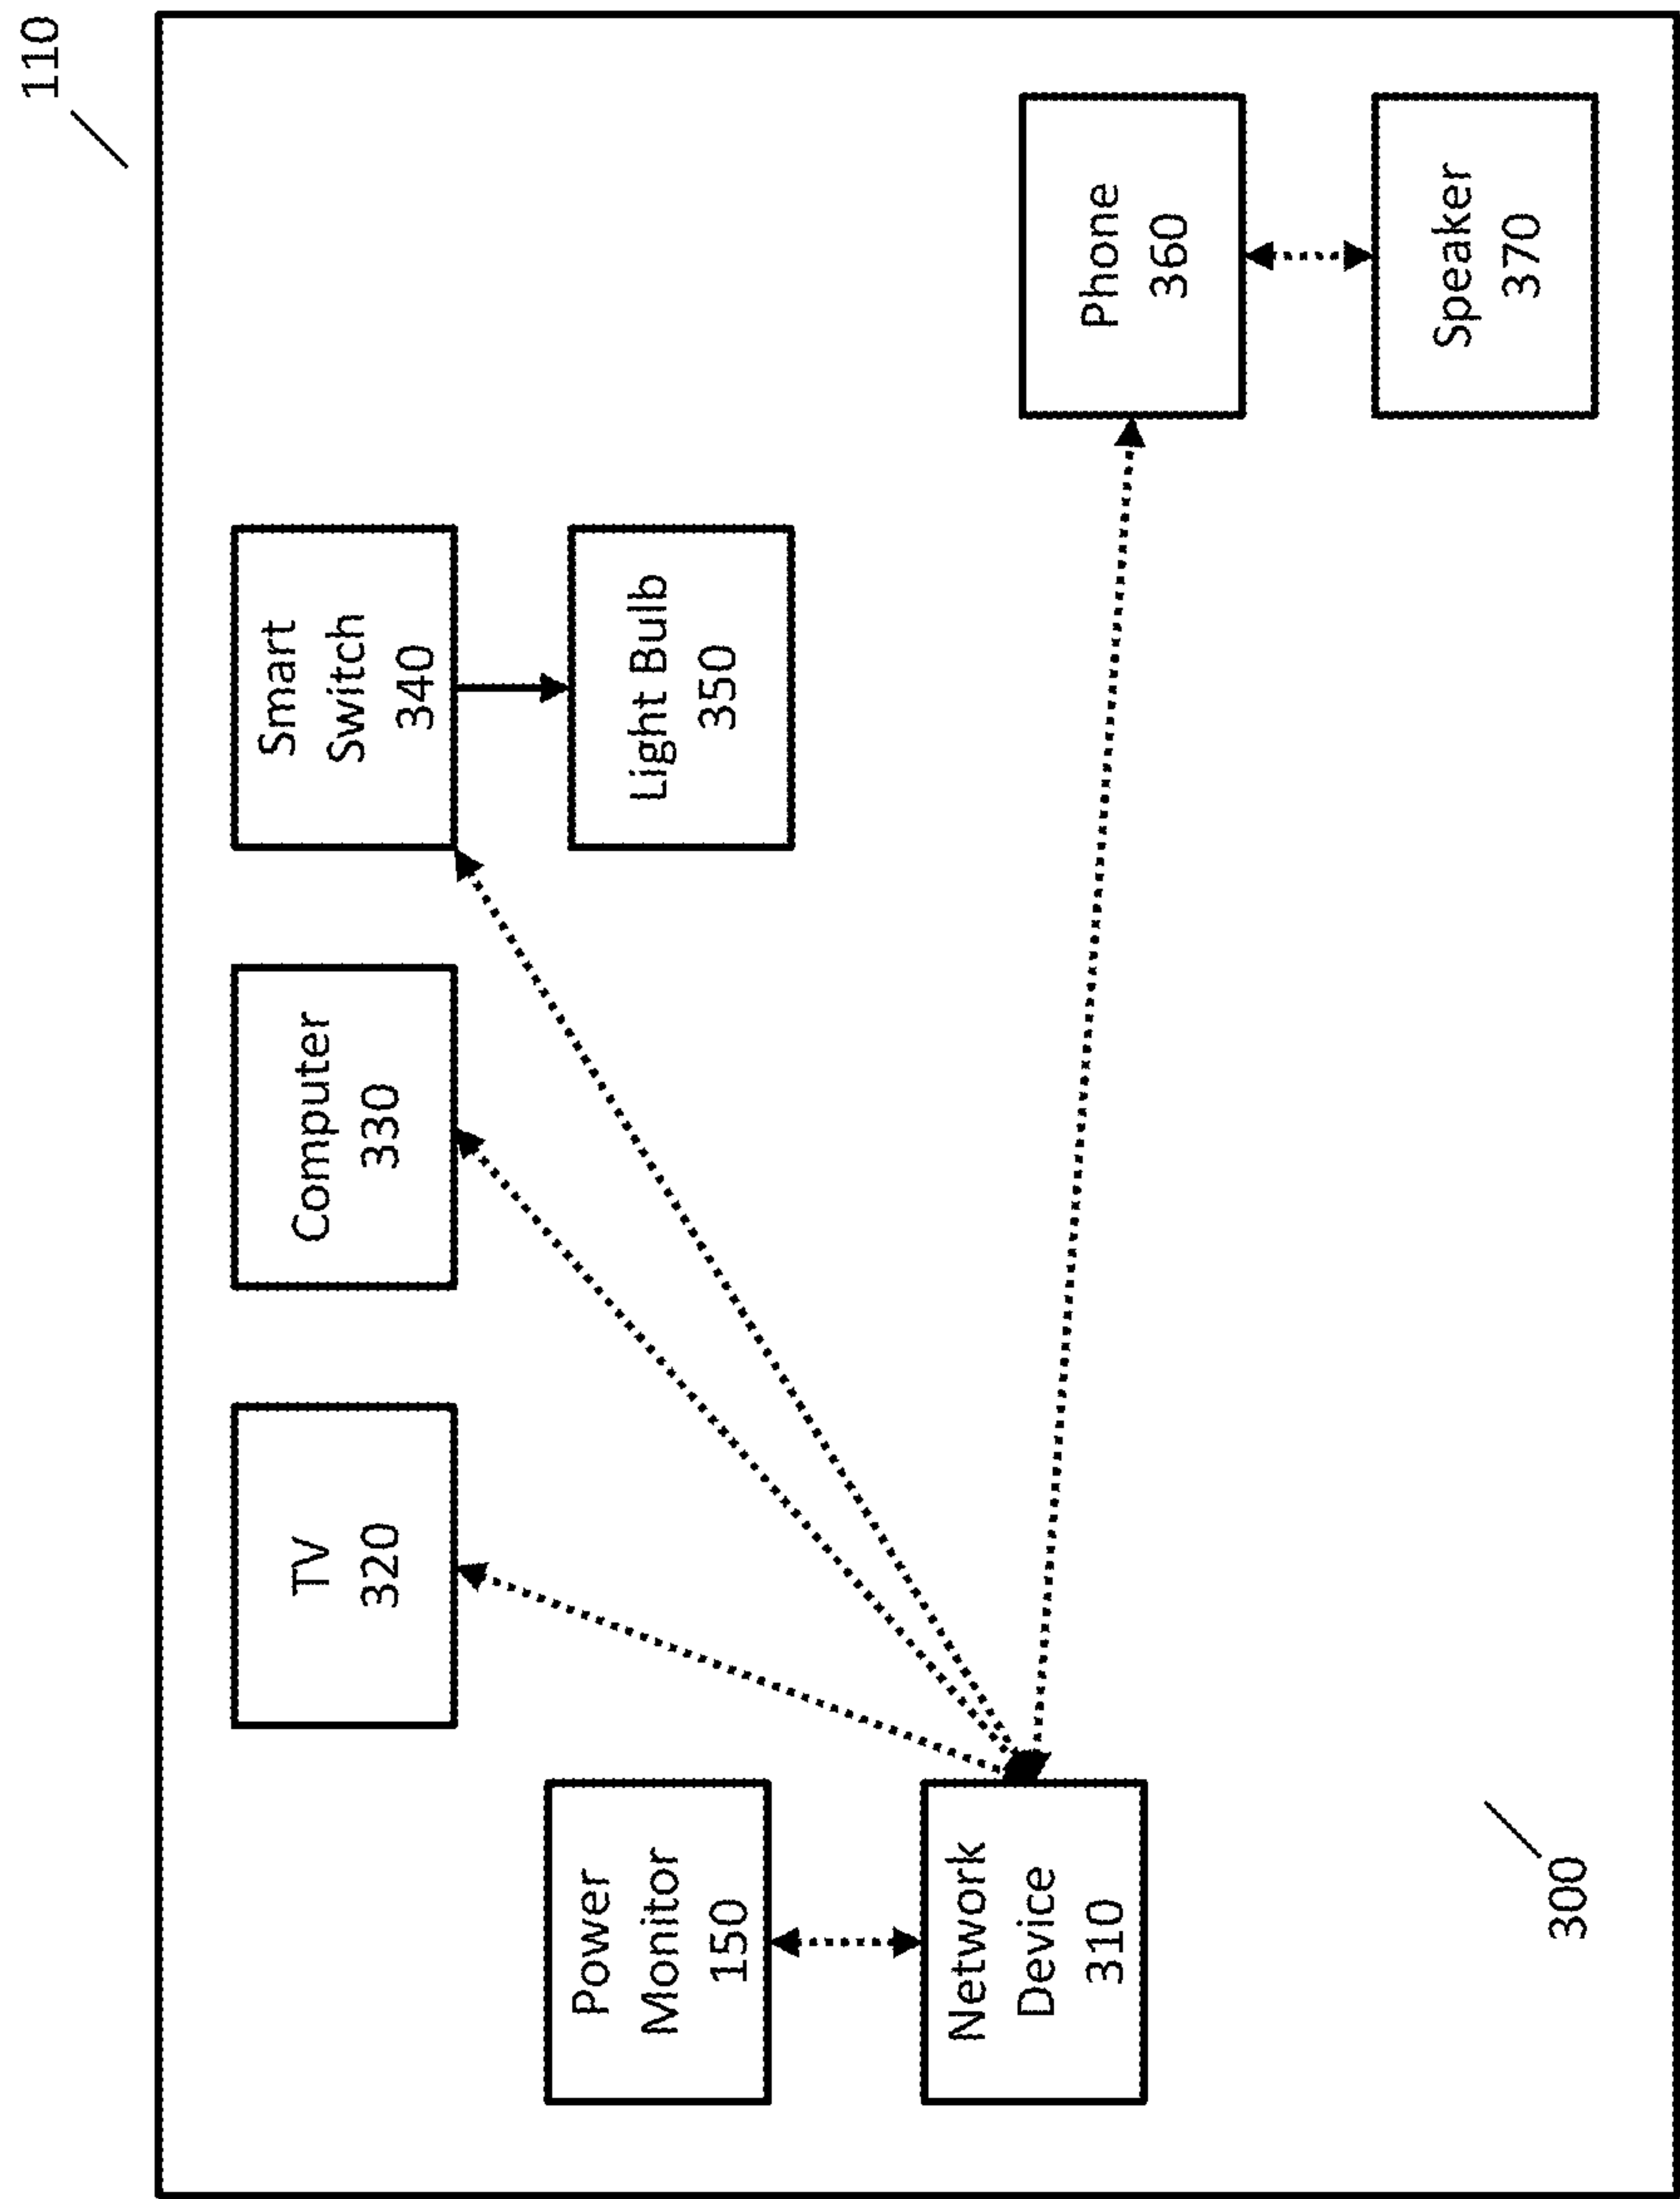 110
Power
Monitor
150
Network
Device
310
TV
320
Computer
330
Smart
Switch
340
Light Bulb
350
Phone
360
Speaker
370
300